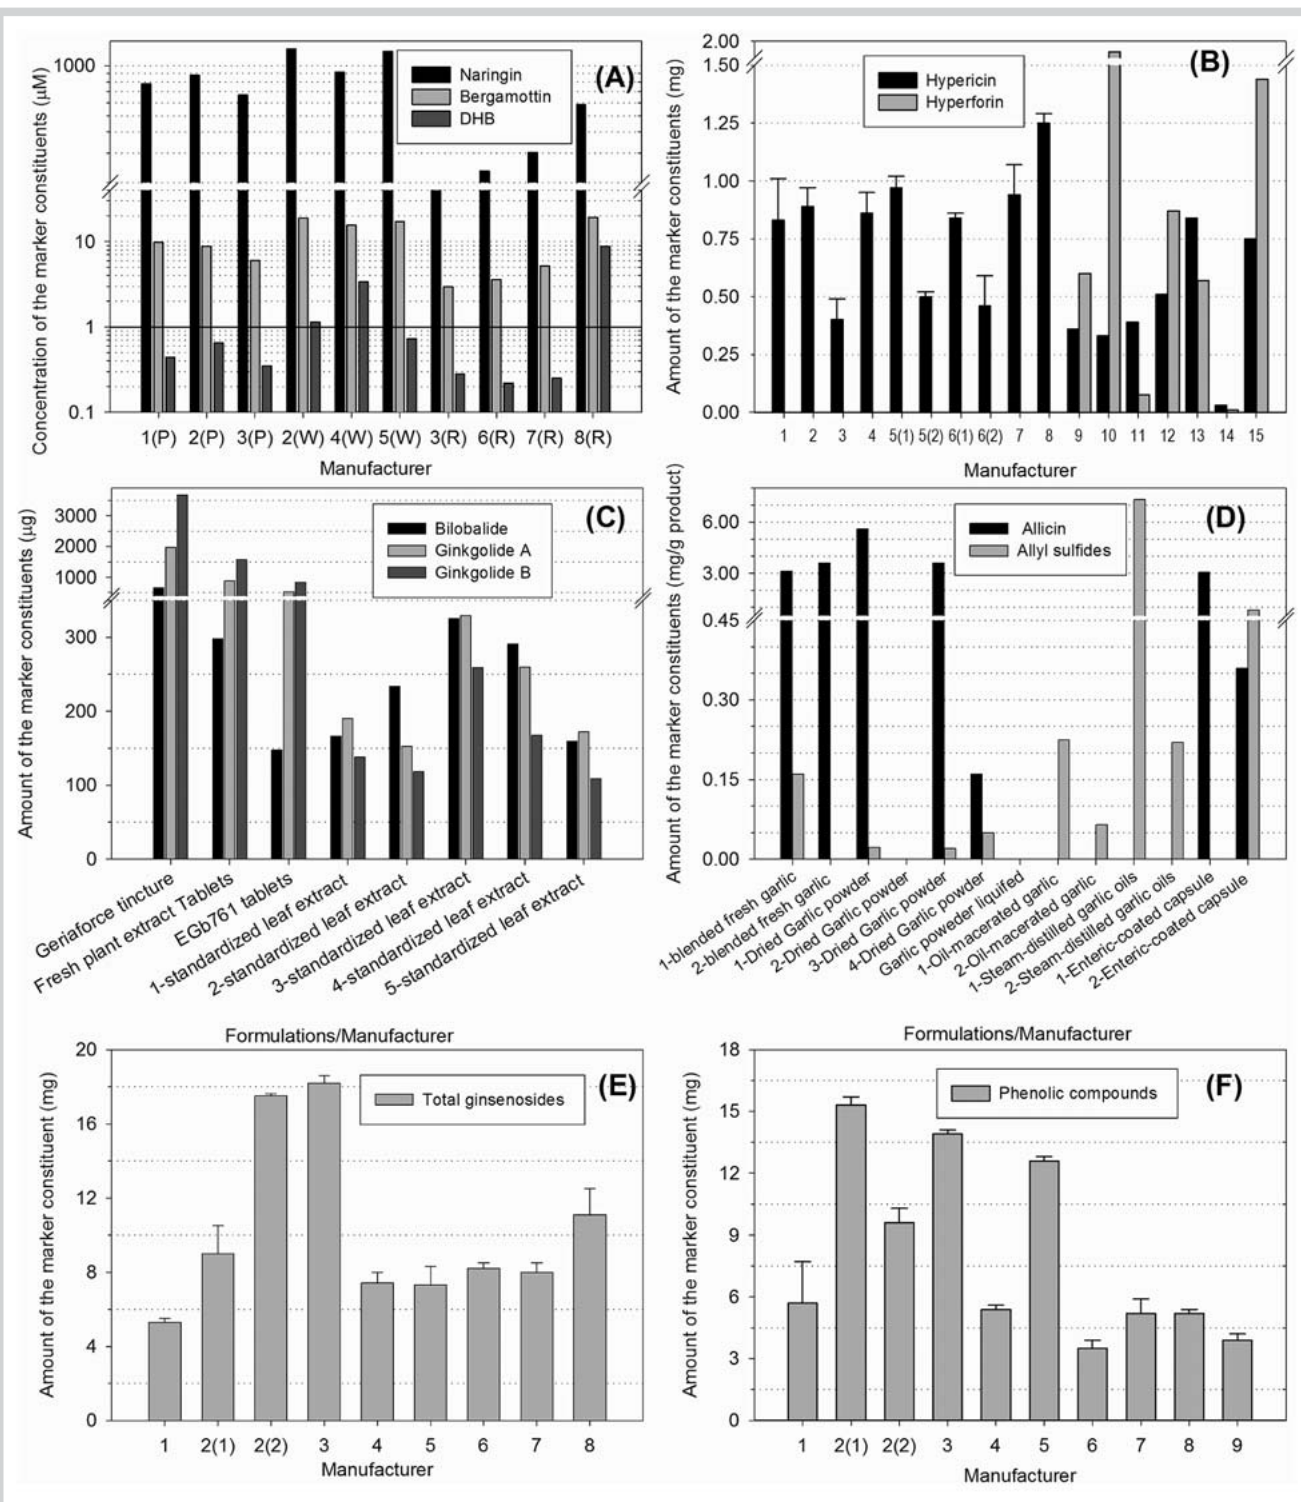 (A)
Naringin
Bergamottin
DHB
Concentration of the marker constituents (µM)
1000
10
1
0.1
1(P) 2(P) 3(P) 2(W) 4(W) 5(W) 3(R) 6(R) 7(R) 8(R)
Manufacturer
(B)
Hypericin
Hyperforin
Amount of the marker constituents (mg)
2.00
1.50
1.25
1.00
0.75
0.50
0.25
0.00
1 2 3 4 5(1) 5(2) 6(1) 6(2) 7 8 9 10 11 12 13 14 15
Manufacturer
(C)
Bilobalide
Ginkgolide A
Ginkgolide B
Amount of the marker constituents (µg)
3000
2000
1000
300
200
100
0
Geriaforce tincture
Fresh plant extract Tablets
EGb761 tablets
1-standardized leaf extract
2-standardized leaf extract
3-standardized leaf extract
4-standardized leaf extract
5-standardized leaf extract
Formulations/Manufacturer
(D)
Allicin
Allyl sulfides
Amount of the marker constituents (mg/g product)
6.00
3.00
0.45
0.30
0.15
0.00
1-blended fresh garlic
2-blended fresh garlic
1-Dried Garlic powder
2-Dried Garlic powder
3-Dried Garlic powder
4-Dried Garlic powder
Garlic powder liquifed
1-Oil-macerated garlic
2-Oil-macerated garlic
1-Steam-distilled garlic oils
2-Steam-distilled garlic oils
1-Enteric-coated capsule
2-Enteric-coated capsule
Formulations/Manufacturer
(E)
Total ginsenosides
Amount of the marker constituent (mg)
20
16
12
8
4
0
1 2(1) 2(2) 3 4 5 6 7 8
Manufacturer
(F)
Phenolic compounds
Amount of the marker constituent (mg)
18
15
12
9
6
3
0
1 2(1) 2(2) 3 4 5 6 7 8 9
Manufacturer